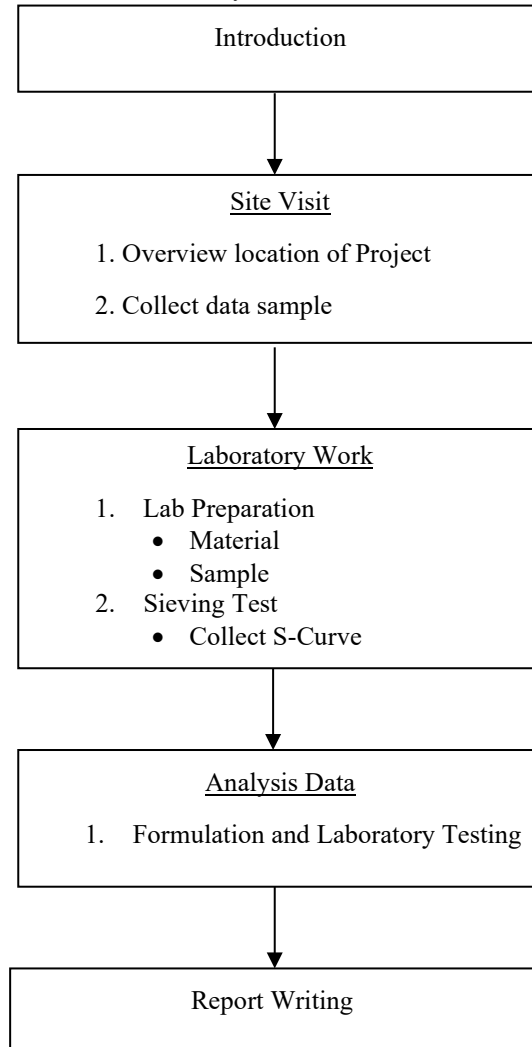 Introduction
Site Visit
1. Overview location of Project
2. Collect data sample
Laboratory Work
1. Lab Preparation
• Material
• Sample
2. Sieving Test
• Collect S-Curve
Analysis Data
1. Formulation and Laboratory Testing
Report Writing